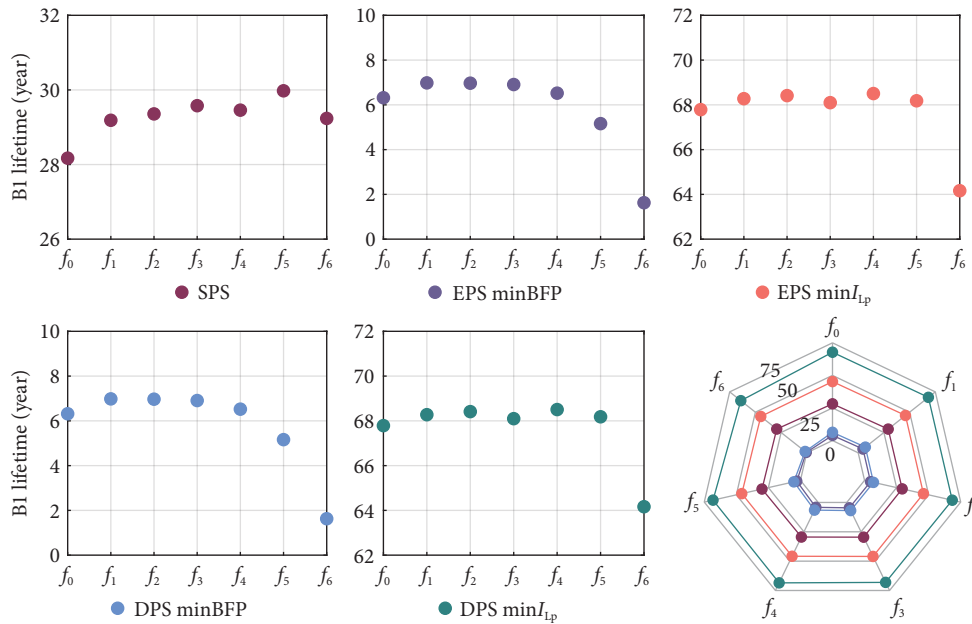 B1 lifetime (year)
32
30
28
26
f0 f1 f2 f3 f4 f5 f6
SPS
10
8
6
4
2
0
f0 f1 f2 f3 f4 f5 f6
EPS minBFP
72
70
68
66
64
62
f0 f1 f2 f3 f4 f5 f6
EPS minILp
B1 lifetime (year)
10
8
6
4
2
0
f0 f1 f2 f3 f4 f5 f6
DPS minBFP
72
70
68
66
64
62
f0 f1 f2 f3 f4 f5 f6
DPS minILp
f0
f6
75
f1
50
25
0
f5
f
f4
f3